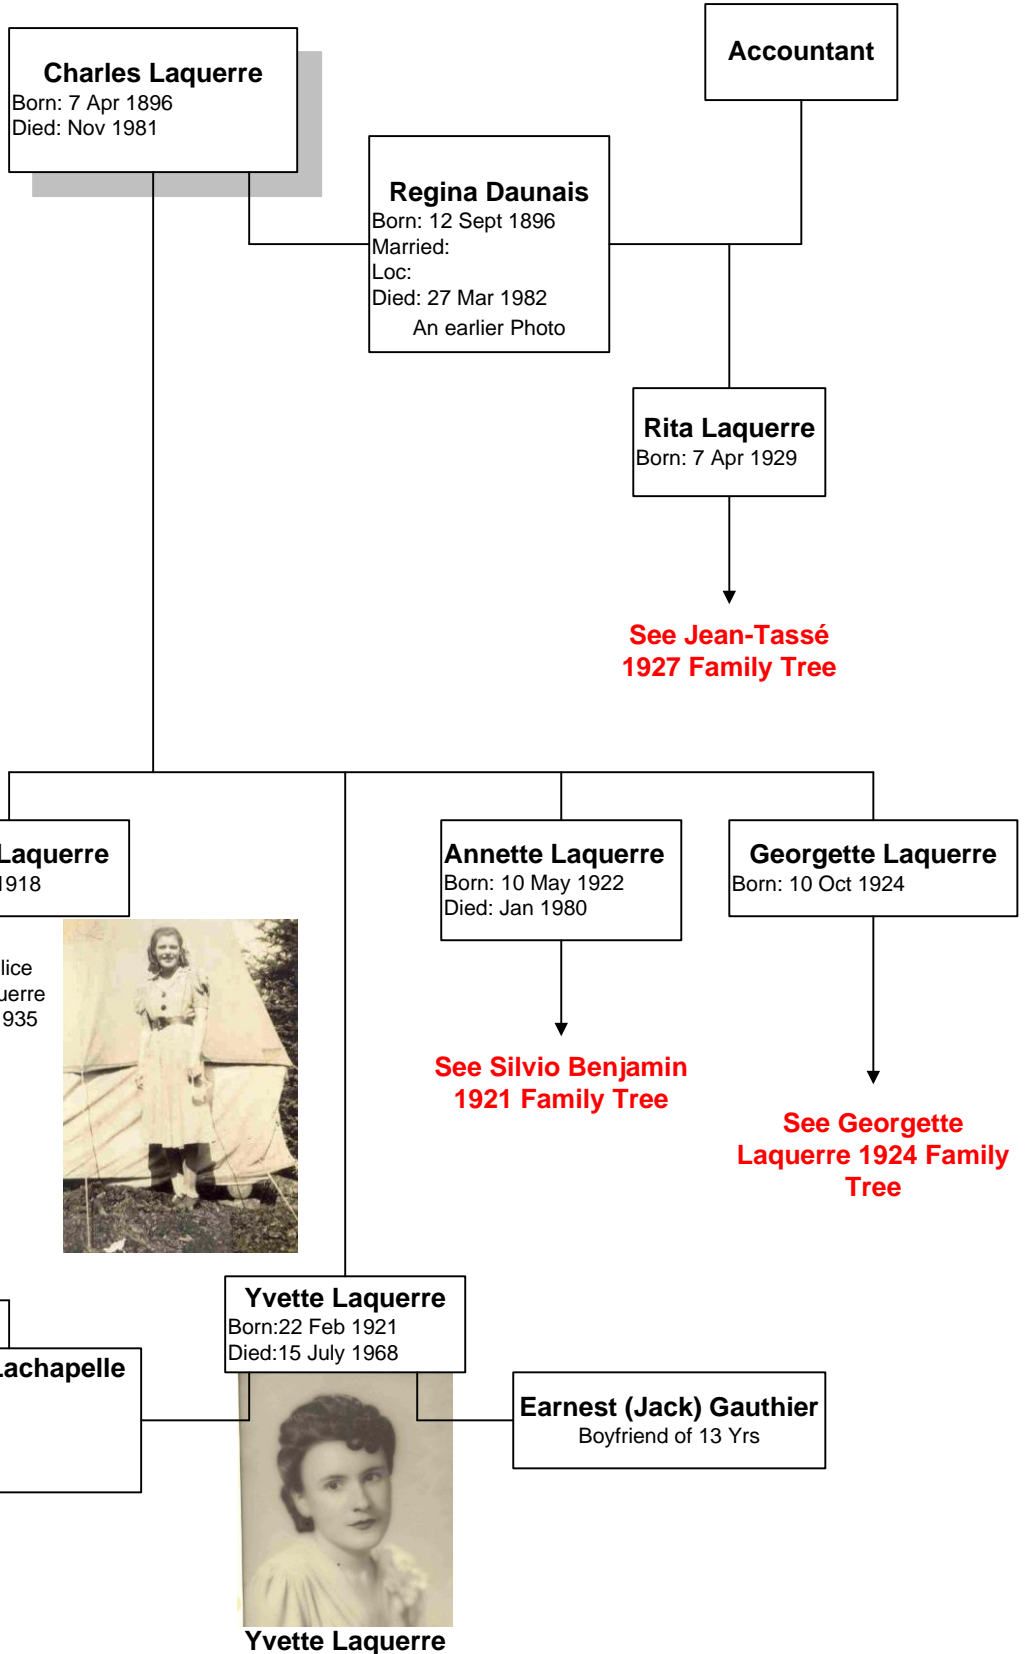 Charles Laquerre
Born: 7 Apr 1896
Died: Nov 1981
Accountant
Regina Daunais
Born: 12 Sept 1896
Married:
Loc:
Died: 27 Mar 1982
An earlier Photo
Rita Laquerre
Born: 7 Apr 1929
See Jean-Tassé
1927 Family Tree
Laquerre
1918
lice
uerre
935
Annette Laquerre
Born: 10 May 1922
Died: Jan 1980
See Silvio Benjamin
1921 Family Tree
Georgette Laquerre
Born: 10 Oct 1924
See Georgette
Laquerre 1924 Family
Tree
Yvette Laquerre
Born:22 Feb 1921
Died:15 July 1968
Lachapelle
Earnest (Jack) Gauthier
Boyfriend of 13 Yrs
Yvette Laquerre